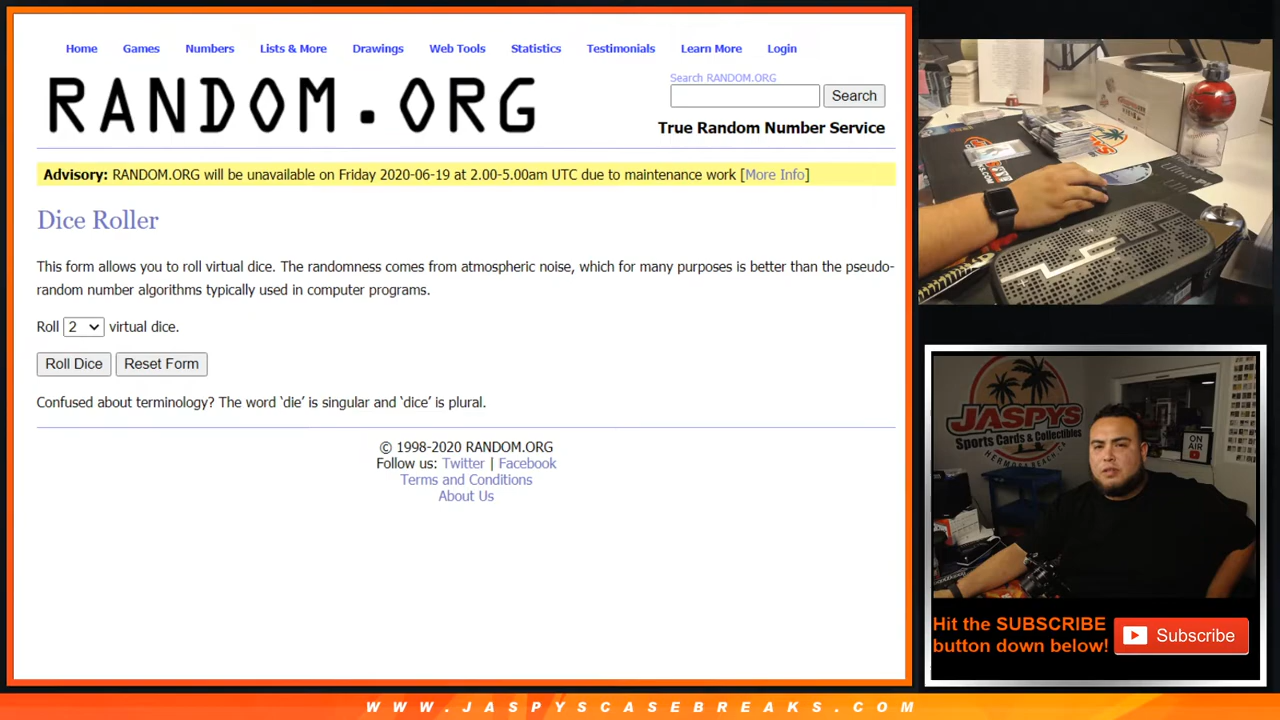 Home Games Numbers Lists & More Drawings Web Tools Statistics Testimonials Learn More Login
RANDOM.ORG
Search RANDOM.ORG
Search
True Random Number Service
Advisory: RANDOM.ORG will be unavailable on Friday 2020-06-19 at 2.00-5.00am UTC due to maintenance work [More Info]
Dice Roller
This form allows you to roll virtual dice. The randomness comes from atmospheric noise, which for many purposes is better than the pseudo-
random number algorithms typically used in computer programs.
Roll 2 virtual dice.
Roll Dice Reset Form
Confused about terminology? The word ‘die’ is singular and ‘dice’ is plural.
© 1998-2020 RANDOM.ORG
Follow us: Twitter | Facebook
Terms and Conditions
About Us
JASPYS
Sports Cards & Collectibles
HERMOSA BEACH, CA
ON
AIR
Hit the SUBSCRIBE
button down below!
Subscribe
WWW.JASPYSCASEBREAKS.COM